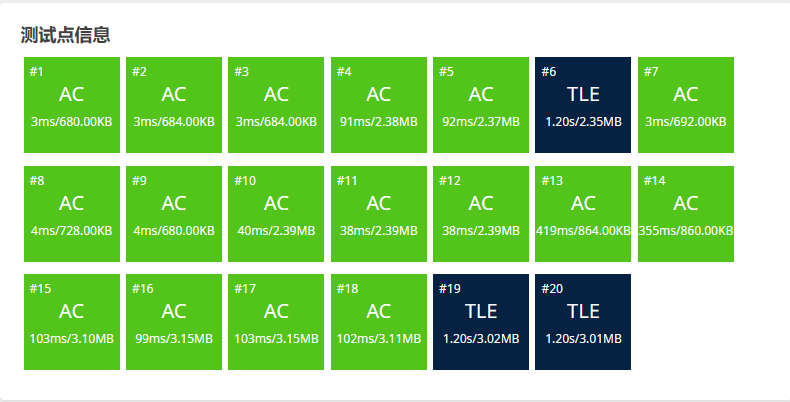 测试点信息
#1 #2 #3 #4 #5 #6 #7
AC AC AC AC AC TLE AC
3ms/680.00KB 3ms/684.00KB 3ms/684.00KB 91ms/2.38MB 92ms/2.37MB 1.20s/2.35MB 3ms/692.00KB
#8 #9 #10 #11 #12 #13 #14
AC AC AC AC AC AC AC
4ms/728.00KB 4ms/680.00KB 40ms/2.39MB 38ms/2.39MB 38ms/2.39MB 419ms/864.00KB 355ms/860.00KB
#15 #16 #17 #18 #19 #20
AC AC AC AC TLE TLE
103ms/3.10MB 99ms/3.15MB 103ms/3.15MB 102ms/3.11MB 1.20s/3.02MB 1.20s/3.01MB